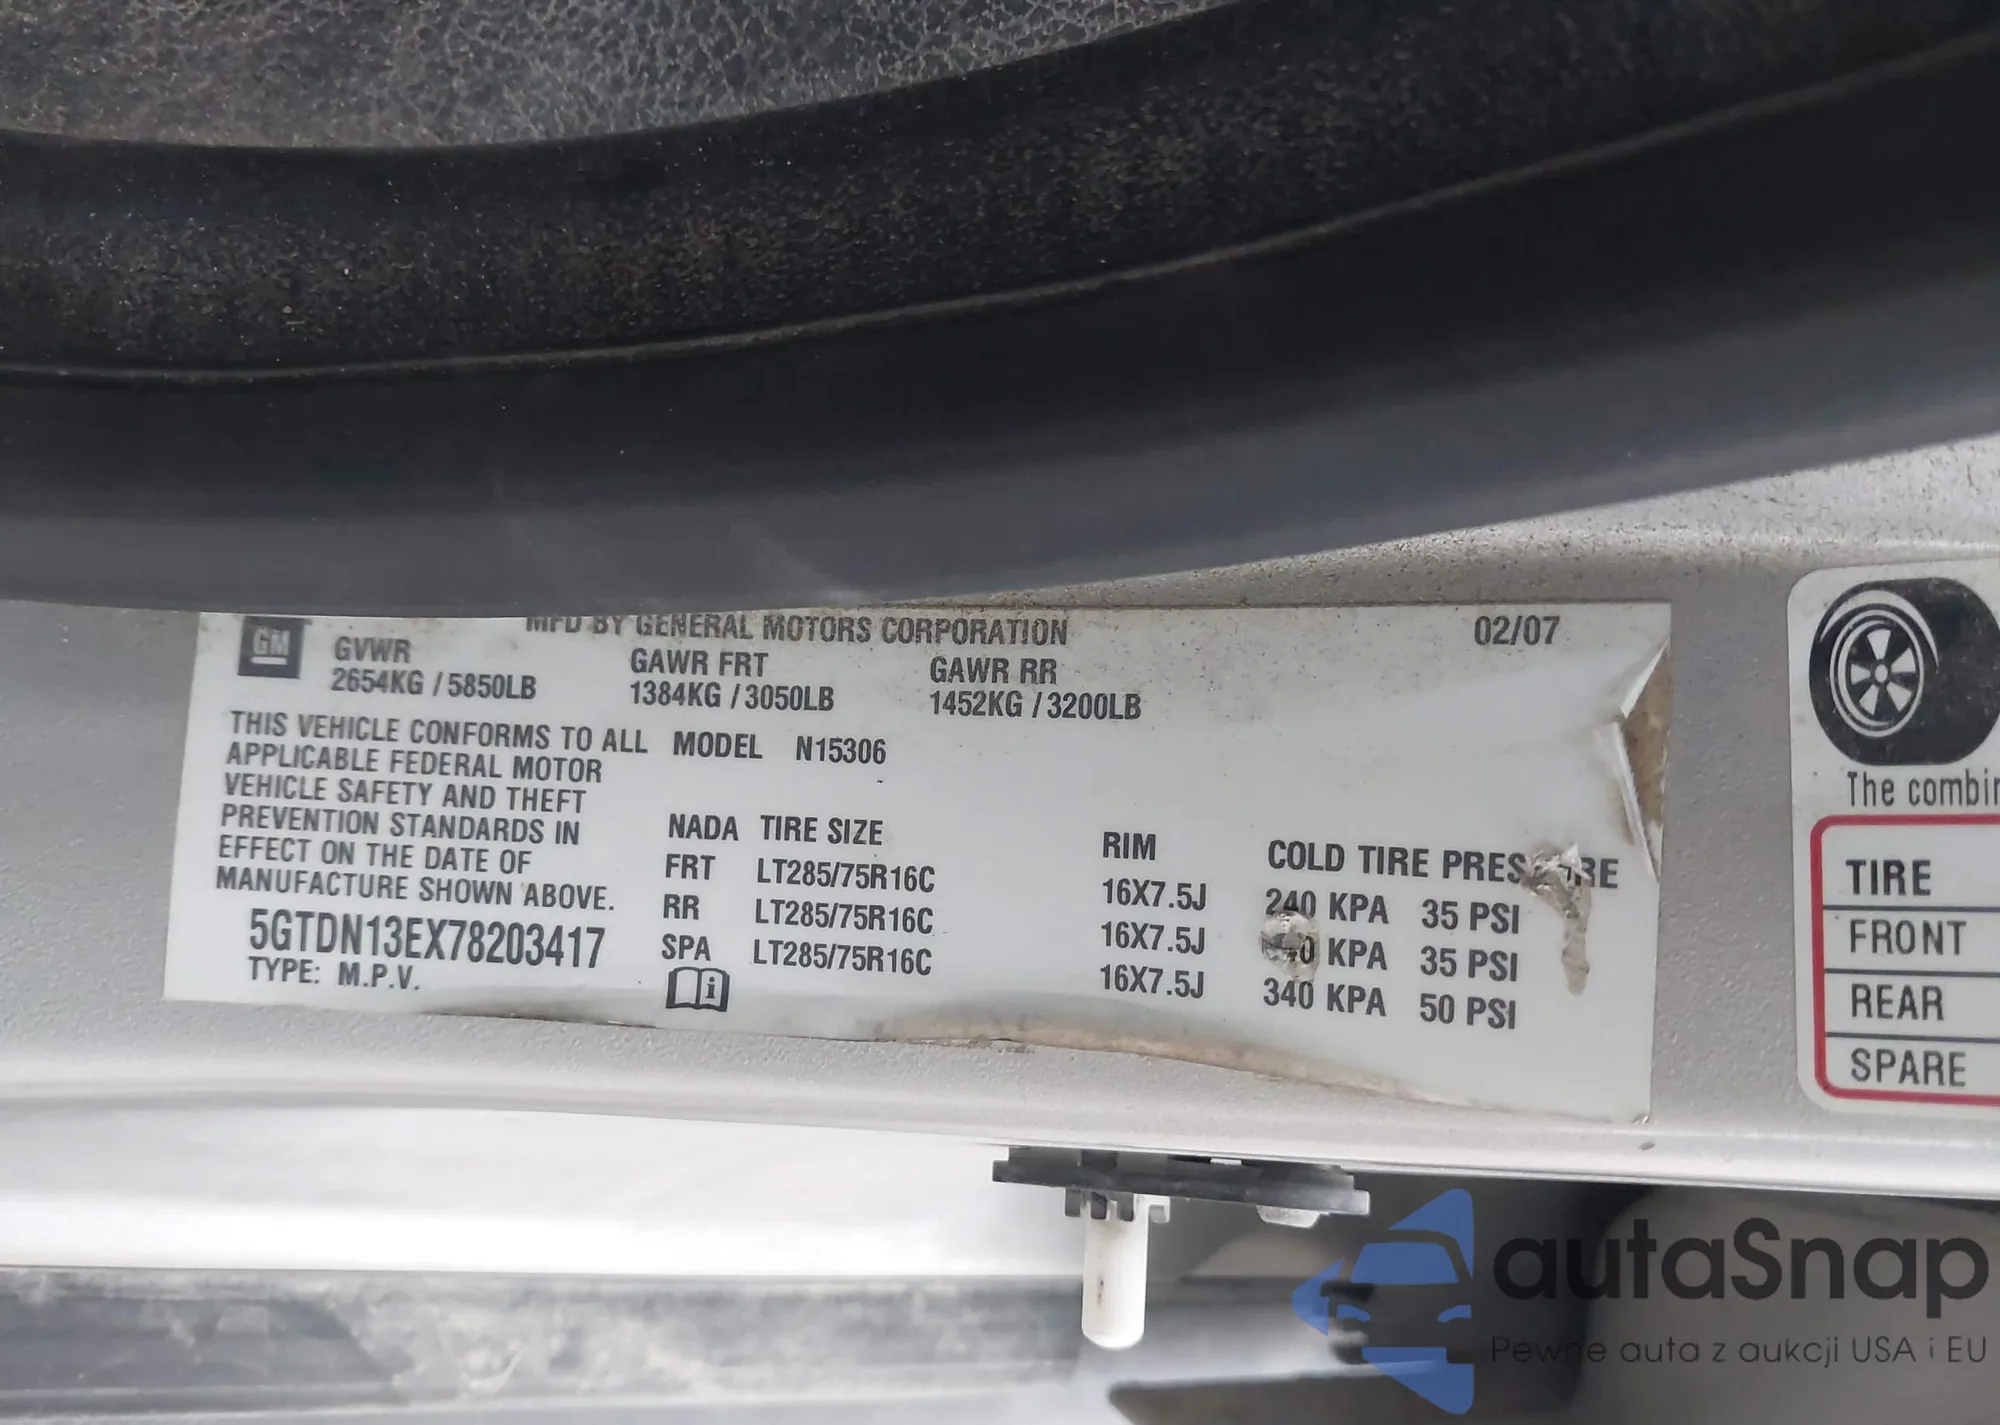 MFD BY GENERAL MOTORS CORPORATION 02/07
GM
GVWR GAWR FRT GAWR RR
2654KG / 5850LB 1384KG / 3050LB 1452KG / 3200LB
THIS VEHICLE CONFORMS TO ALL
APPLICABLE FEDERAL MOTOR
VEHICLE SAFETY AND THEFT
PREVENTION STANDARDS IN
EFFECT ON THE DATE OF
MANUFACTURE SHOWN ABOVE.
5GTDN13EX78203417
TYPE: M.P.V.
MODEL N15306
NADA TIRE SIZE RIM COLD TIRE
FRT LT285/75R16C 16X7.5J 240 KPA 35 PSI
RR LT285/75R16C 16X7.5J KPA 35 PSI
SPA LT285/75R16C 16X7.5J 340 KPA 50 PSI
i
The combin
TIRE
FRONT
REAR
SPARE
autaSnap
Pewne auta z aukcji USA i EU